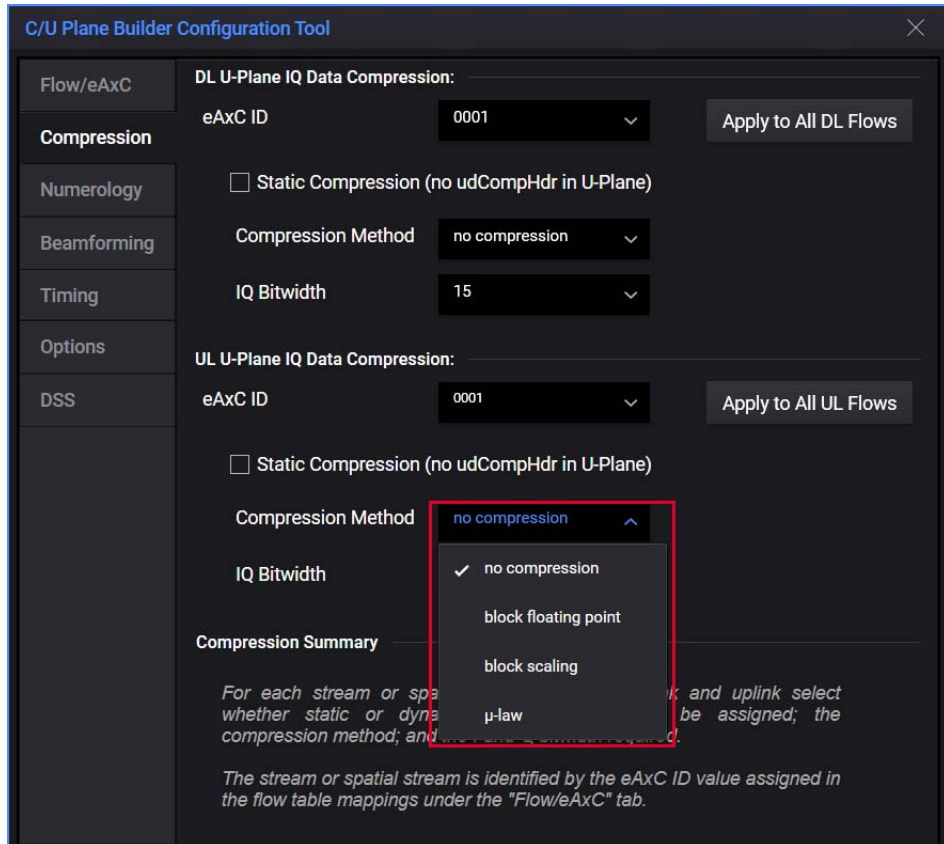 C/U Plane Builder Configuration Tool
Flow/eAxC
Compression
Numerology
Beamforming
Timing
Options
DSS
DL U-Plane IQ Data Compression:
eAxC ID
0001
Apply to All DL Flows
Static Compression (no udCompHdr in U-Plane)
Compression Method
no compression
IQ Bitwidth
15
UL U-Plane IQ Data Compression:
eAxC ID
0001
Apply to All UL Flows
Static Compression (no udCompHdr in U-Plane)
Compression Method
no compression
IQ Bitwidth
no compression
block floating point
block scaling
µ-law
Compression Summary
For each stream or and uplink select
whether static or be assigned; the
compression method; and
The stream or spatial stream is identified by the eAxC ID value assigned in
the flow table mappings under the "Flow/eAxC" tab.